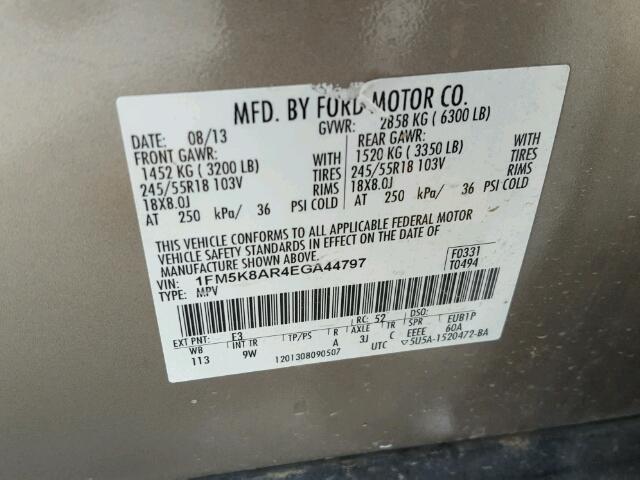 MFD. BY FORD MOTOR CO.
DATE: 08/13 GVWR: 2858 KG ( 6300 LB)
FRONT GAWR: REAR GAWR:
1452 KG ( 3200 LB) WITH 1520 KG ( 3350 LB) WITH
245/55R18 103V TIRES 245/55R18 103V TIRES
18X8.0J RIMS 18X8.0J RIMS
AT 250 kPa/ 36 PSI COLD AT 250 kPa/ 36 PSI COLD
THIS VEHICLE CONFORMS TO ALL APPLICABLE FEDERAL MOTOR
VEHICLE SAFETY STANDARDS IN EFFECT ON THE DATE OF
MANUFACTURE SHOWN ABOVE.
VIN: 1FM5K8AR4EGA44797 F0331
TYPE: MPV T0494
EXT PNT: E3 RC: 52 DSO:
WB INT TR TP/PS R AXLE TR SPR EUB1P
113 9W A 3J C EEEE 60A
1201308090507 UTC ▽5U5A-1520472-BA